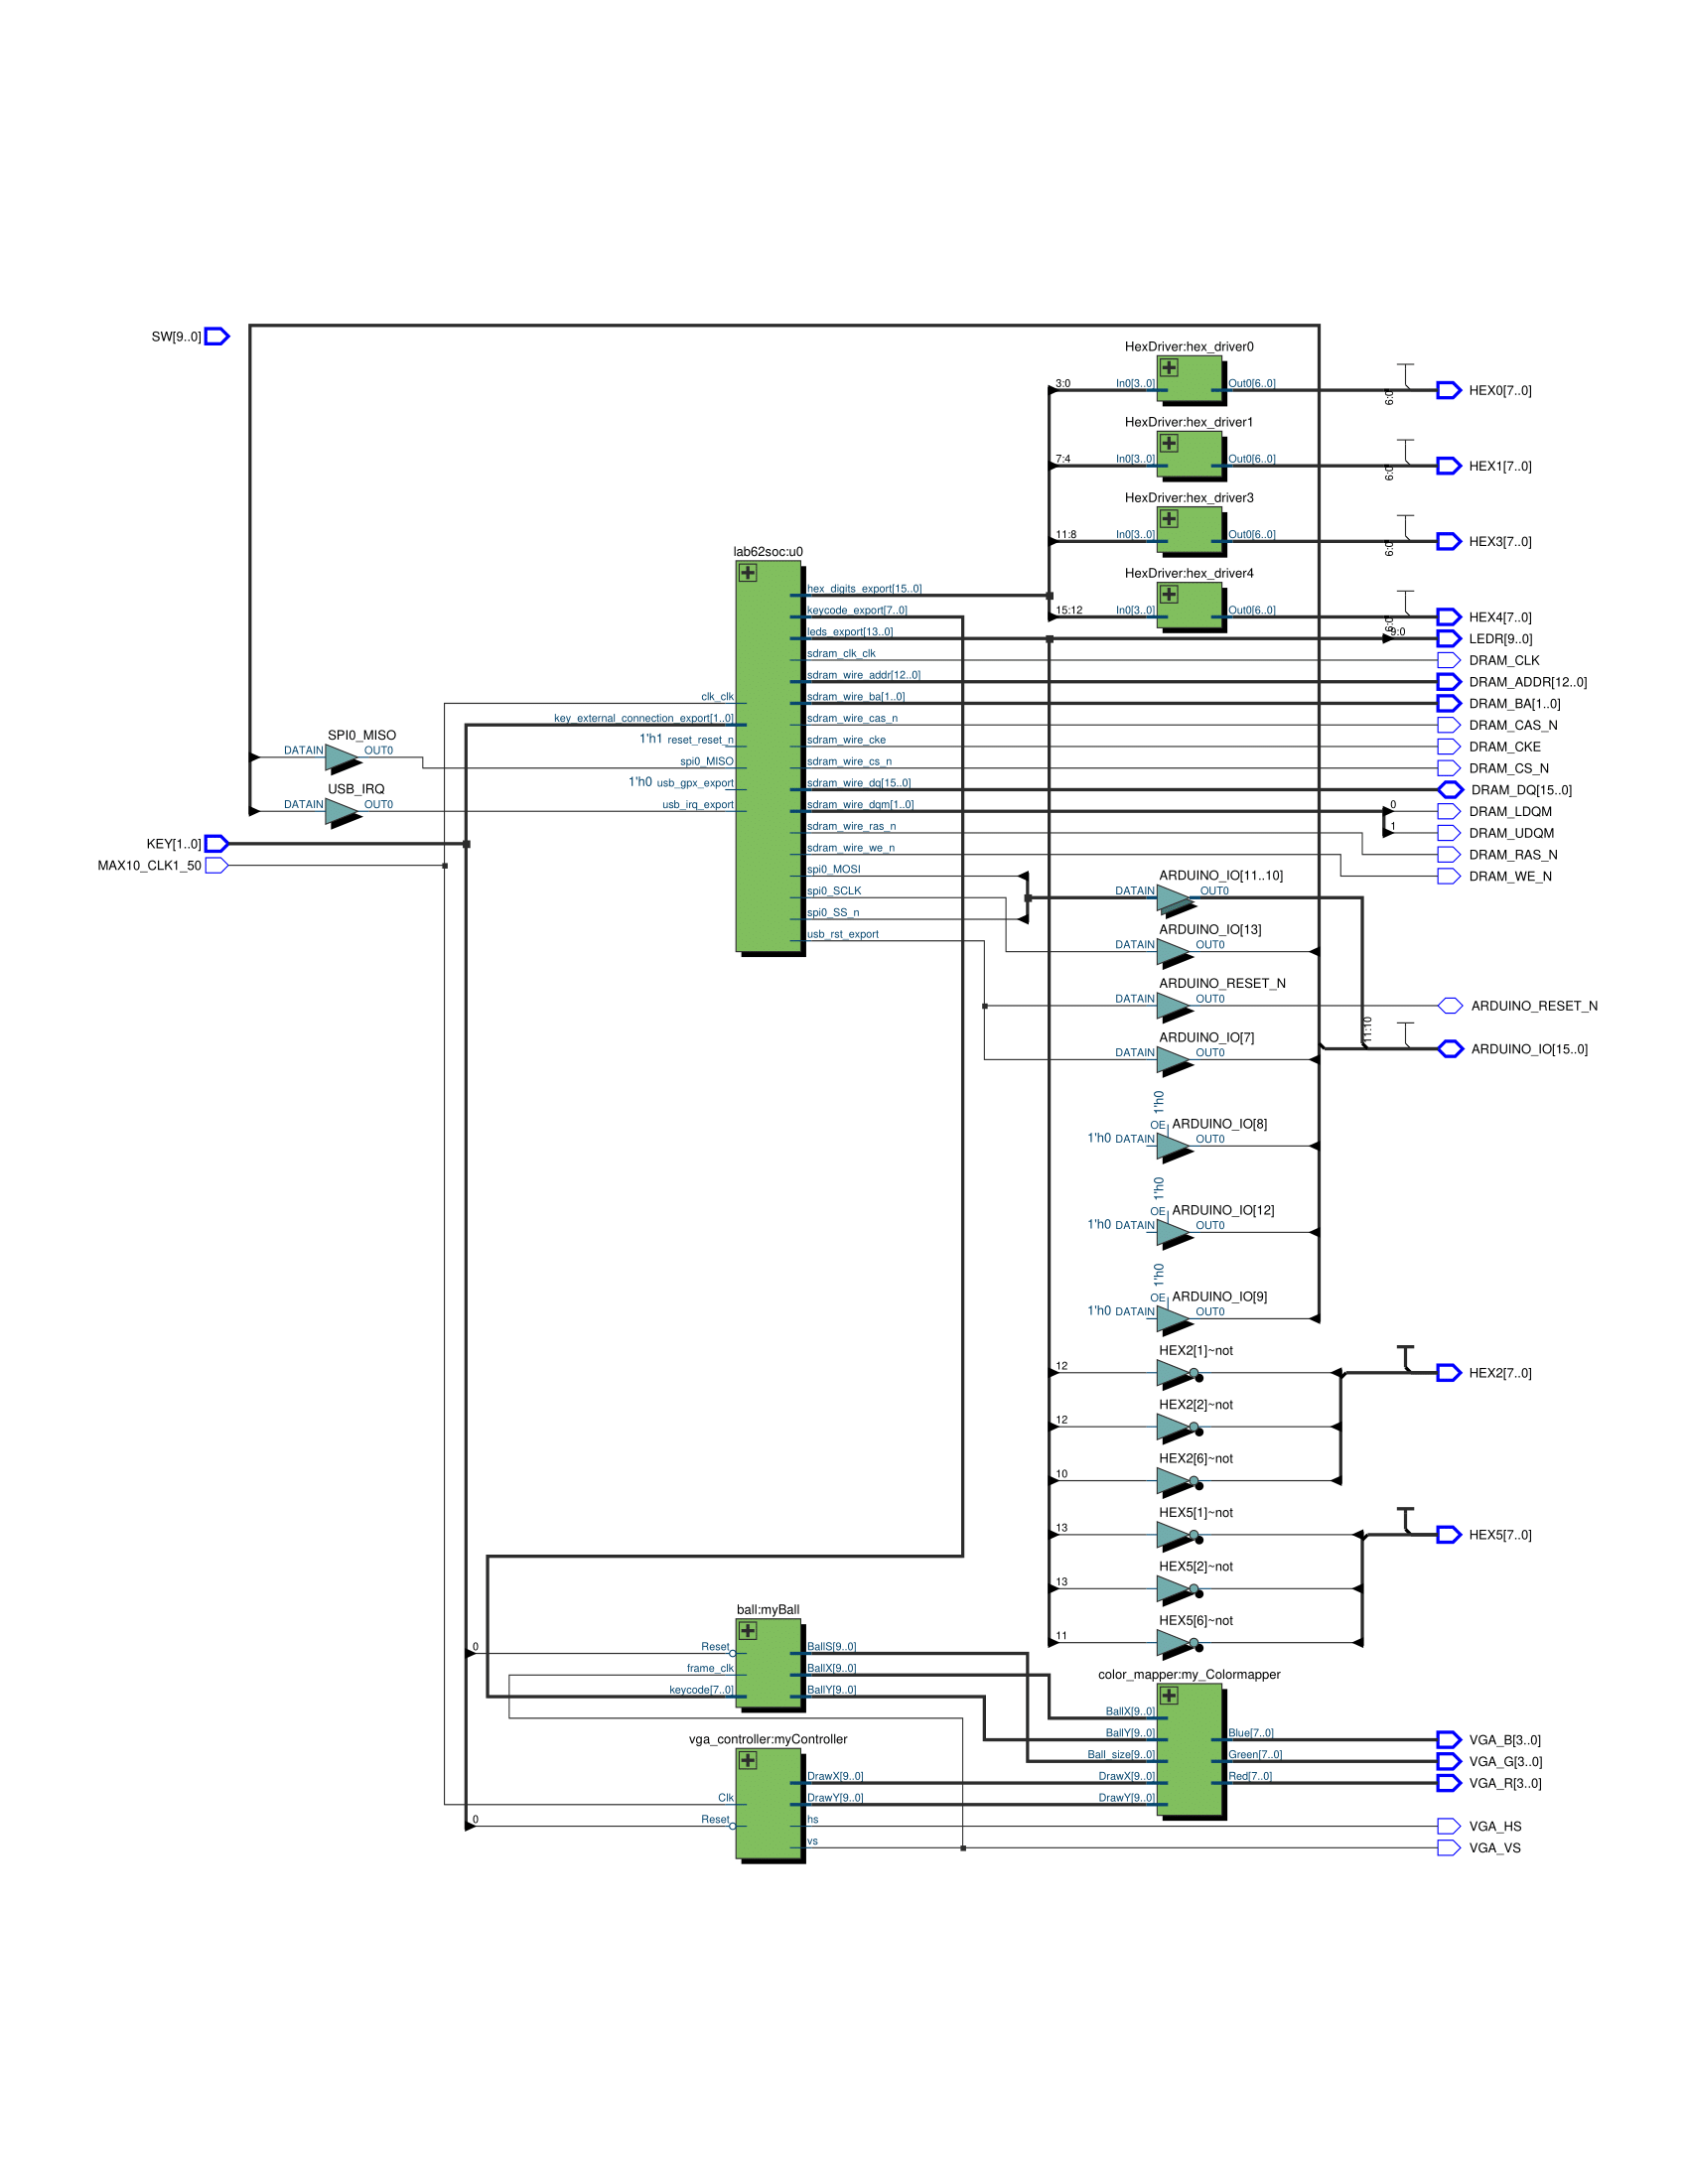 SW[9..0]
HexDriver:hex_driver0
3:0 In0[3..0] Out0[6..0] 6:0 HEX0[7..0]
HexDriver:hex_driver1
7:4 In0[3..0] Out0[6..0] 6:0 HEX1[7..0]
HexDriver:hex_driver3
11:8 In0[3..0] Out0[6..0] 6:0 HEX3[7..0]
lab62soc:u0
HexDriver:hex_driver4
hex_digits_export[15..0]
keycode_export[7..0] 15:12 In0[3..0] Out0[6..0] 6:0 HEX4[7..0]
leds_export[13..0] 9:0 LEDR[9..0]
sdram_clk_clk DRAM_CLK
sdram_wire_addr[12..0] DRAM_ADDR[12..0]
clk_clk sdram_wire_ba[1..0] DRAM_BA[1..0]
key_external_connection_export[1..0] sdram_wire_cas_n DRAM_CAS_N
SPI0_MISO
1'h1 reset_reset_n sdram_wire_cke DRAM_CKE
DATAIN OUT0
spi0_MISO sdram_wire_cs_n DRAM_CS_N
1'h0 usb_gpx_export sdram_wire_dq[15..0] DRAM_DQ[15..0]
USB_IRQ
DATAIN OUT0 usb_irq_export sdram_wire_dqm[1..0] 0 DRAM_LDQM
sdram_wire_ras_n 1 DRAM_UDQM
KEY[1..0]
sdram_wire_we_n DRAM_RAS_N
MAX10_CLK1_50
spi0_MOSI DRAM_WE_N
ARDUINO_IO[11..10]
spi0_SCLK DATAIN OUT0
spi0_SS_n
ARDUINO_IO[13]
usb_rst_export
DATAIN OUT0
ARDUINO_RESET_N
DATAIN OUT0 ARDUINO_RESET_N
ARDUINO_IO[7]
11:10 ARDUINO_IO[15..0]
DATAIN OUT0
1'h0
OE ARDUINO_IO[8]
1'h0 DATAIN OUT0
1'h0
OE ARDUINO_IO[12]
1'h0 DATAIN OUT0
1'h0
OE ARDUINO_IO[9]
1'h0 DATAIN OUT0
HEX2[1]~not
12 HEX2[7..0]
HEX2[2]~not
12
HEX2[6]~not
10
HEX5[1]~not
13 HEX5[7..0]
HEX5[2]~not
13
HEX5[6]~not
11
ball:myBall
0 Reset BallS[9..0]
frame_clk BallX[9..0]
keycode[7..0] BallY[9..0]
color_mapper:my_Colormapper
BallX[9..0]
BallY[9..0] Blue[7..0] VGA_B[3..0]
Ball_size[9..0] Green[7..0] VGA_G[3..0]
vga_controller:myController
DrawX[9..0] DrawX[9..0] Red[7..0] VGA_R[3..0]
Clk DrawY[9..0] DrawY[9..0]
0 Reset hs VGA_HS
vs VGA_VS